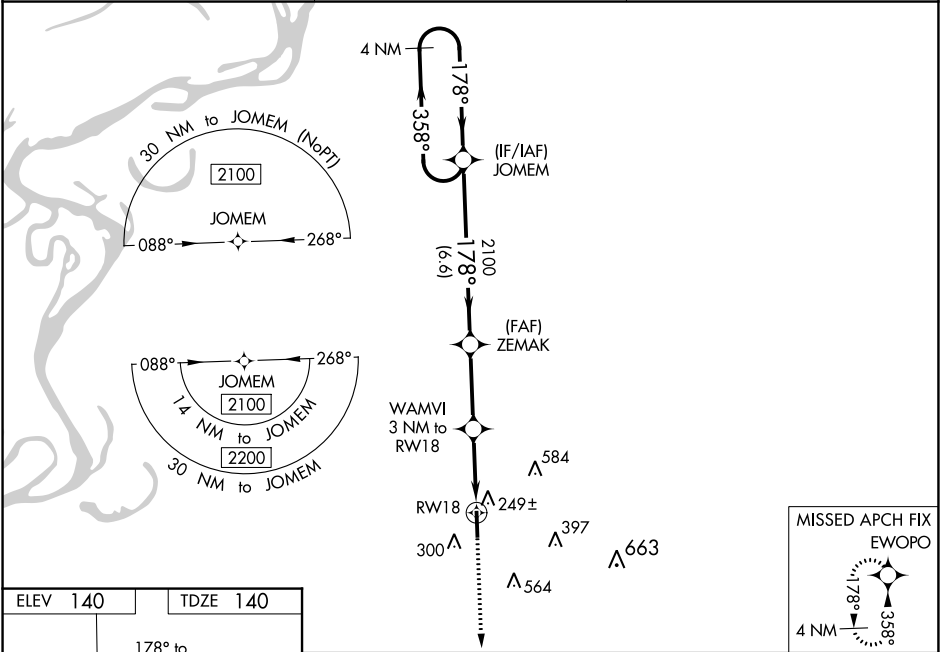 4 NM
178°
358°
(IF/IAF)
JOMEM
30 NM to JOMEM (NoPT)
2100
JOMEM
088°
268°
2100
178°
(6.6)
(FAF)
ZEMAK
088°
268°
JOMEM
2100
14 NM to JOMEM
2200
30 NM to JOMEM
WAMVI
3 NM to
RW18
584
RW18
249±
397
300
663
564
MISSED APCH FIX
EWOPO
178°
358°
4 NM
ELEV 140
TDZE 140
178° to